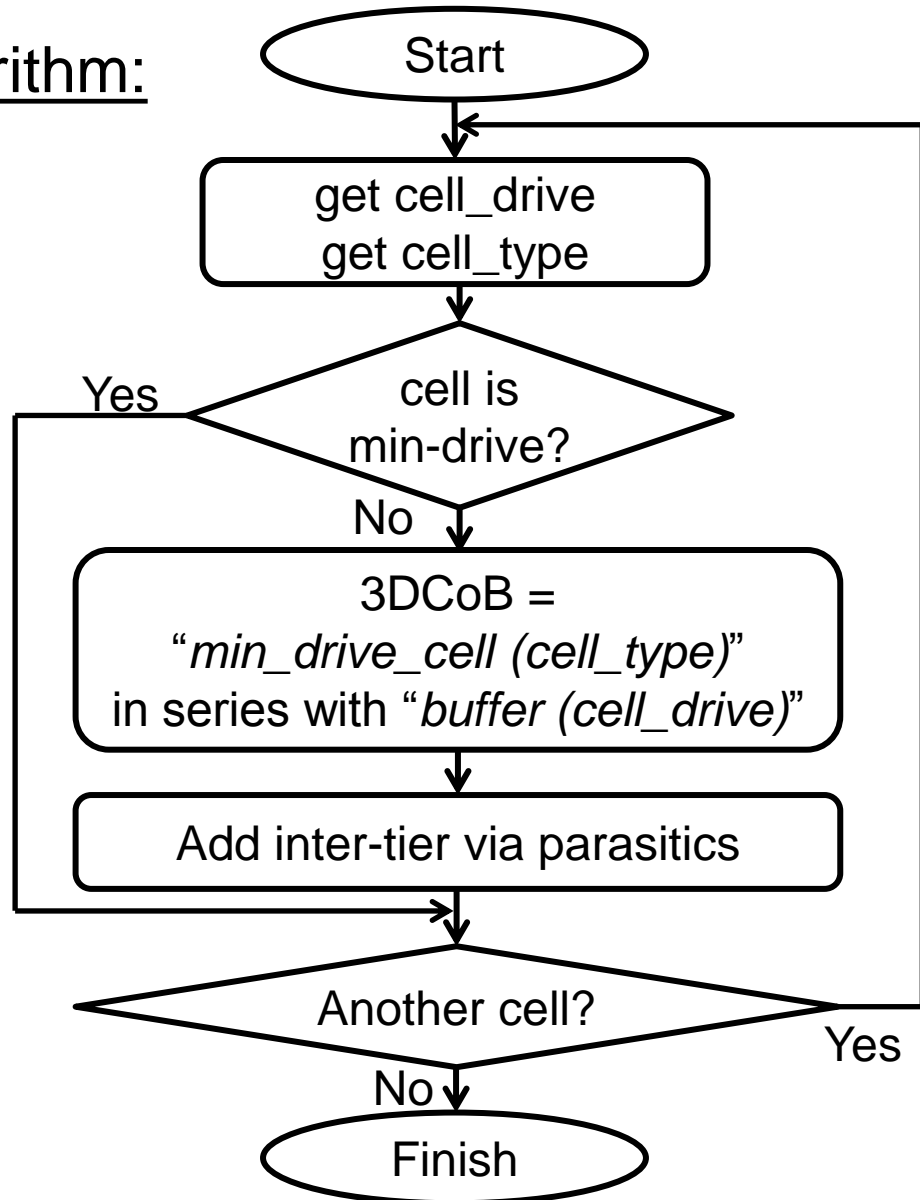 rithm:
Start
get cell_drive
get cell_type
Yes
cell is
min-drive?
No
3DCoB =
“min_drive_cell (cell_type)”
in series with “buffer (cell_drive)”
Add inter-tier via parasitics
Another cell?
Yes
No
Finish